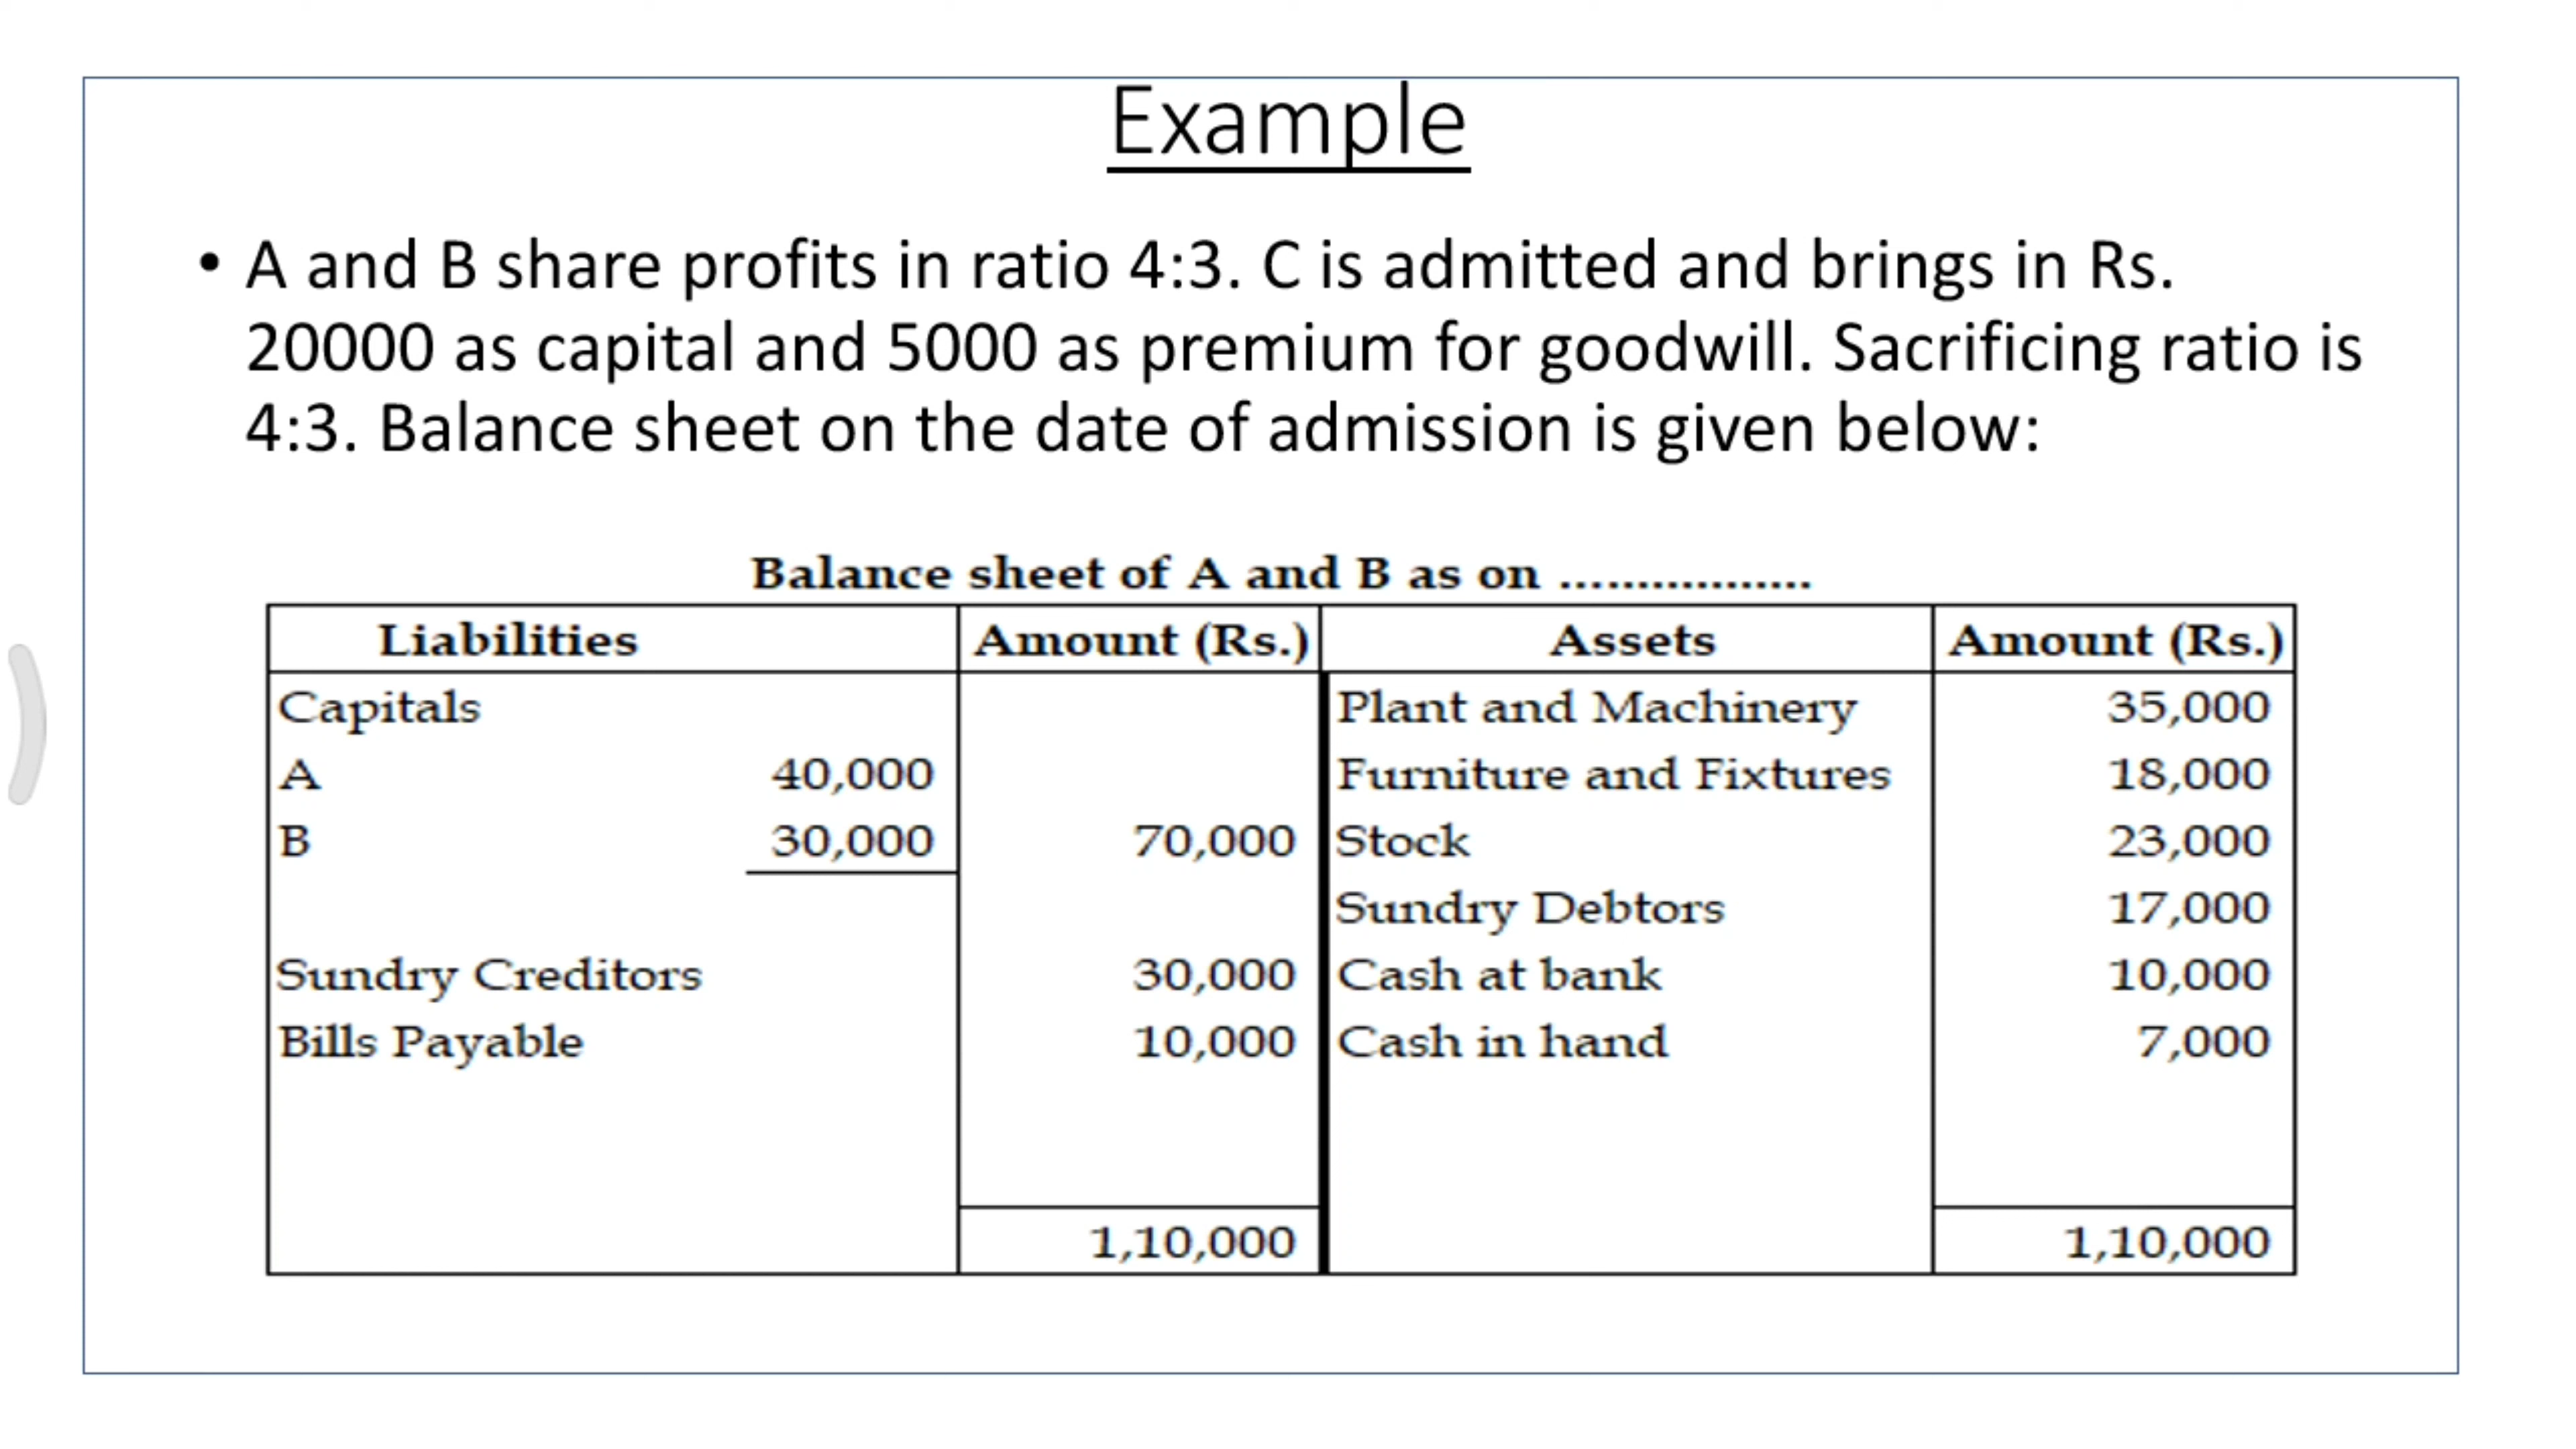 Example
• A and B share profits in ratio 4:3. C is admitted and brings in Rs.
20000 as capital and 5000 as premium for goodwill. Sacrificing ratio is
4:3. Balance sheet on the date of admission is given below:
Balance sheet of A and B as on .................
Liabilities Amount (Rs.) Assets Amount (Rs.)
Capitals Plant and Machinery 35,000
A 40,000 Furniture and Fixtures 18,000
B 30,000 70,000 Stock 23,000
Sundry Debtors 17,000
Sundry Creditors 30,000 Cash at bank 10,000
Bills Payable 10,000 Cash in hand 7,000
1,10,000 1,10,000